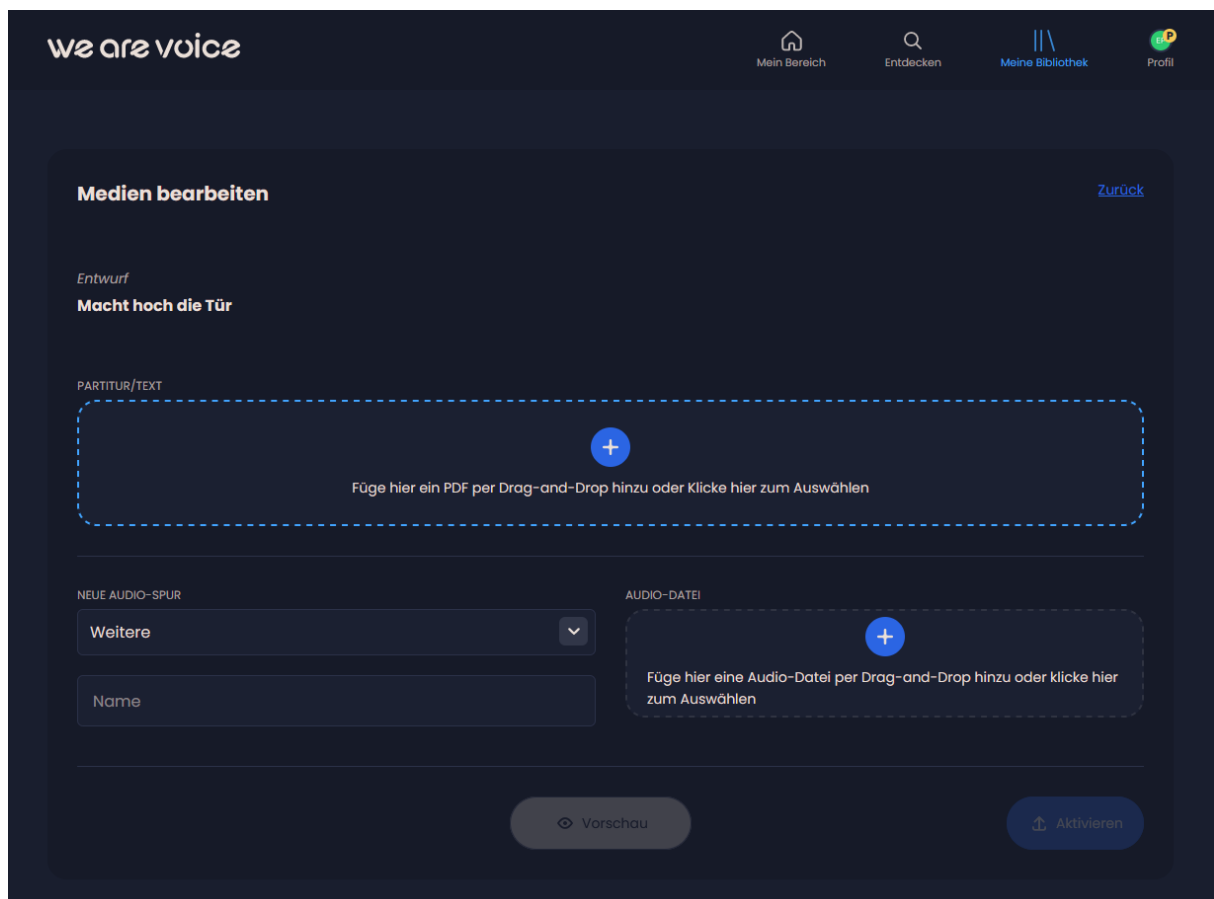 we are voice
Mein Bereich
Entdecken
Meine Bibliothek
P
Profil
Medien bearbeiten
Zurück
Entwurf
Macht hoch die Tür
PARTITUR/TEXT
Füge hier ein PDF per Drag-and-Drop hinzu oder Klicke hier zum Auswählen
NEUE AUDIO-SPUR
AUDIO-DATEI
Weitere
Füge hier eine Audio-Datei per Drag-and-Drop hinzu oder klicke hier
zum Auswählen
Name
Vorschau
Aktivieren